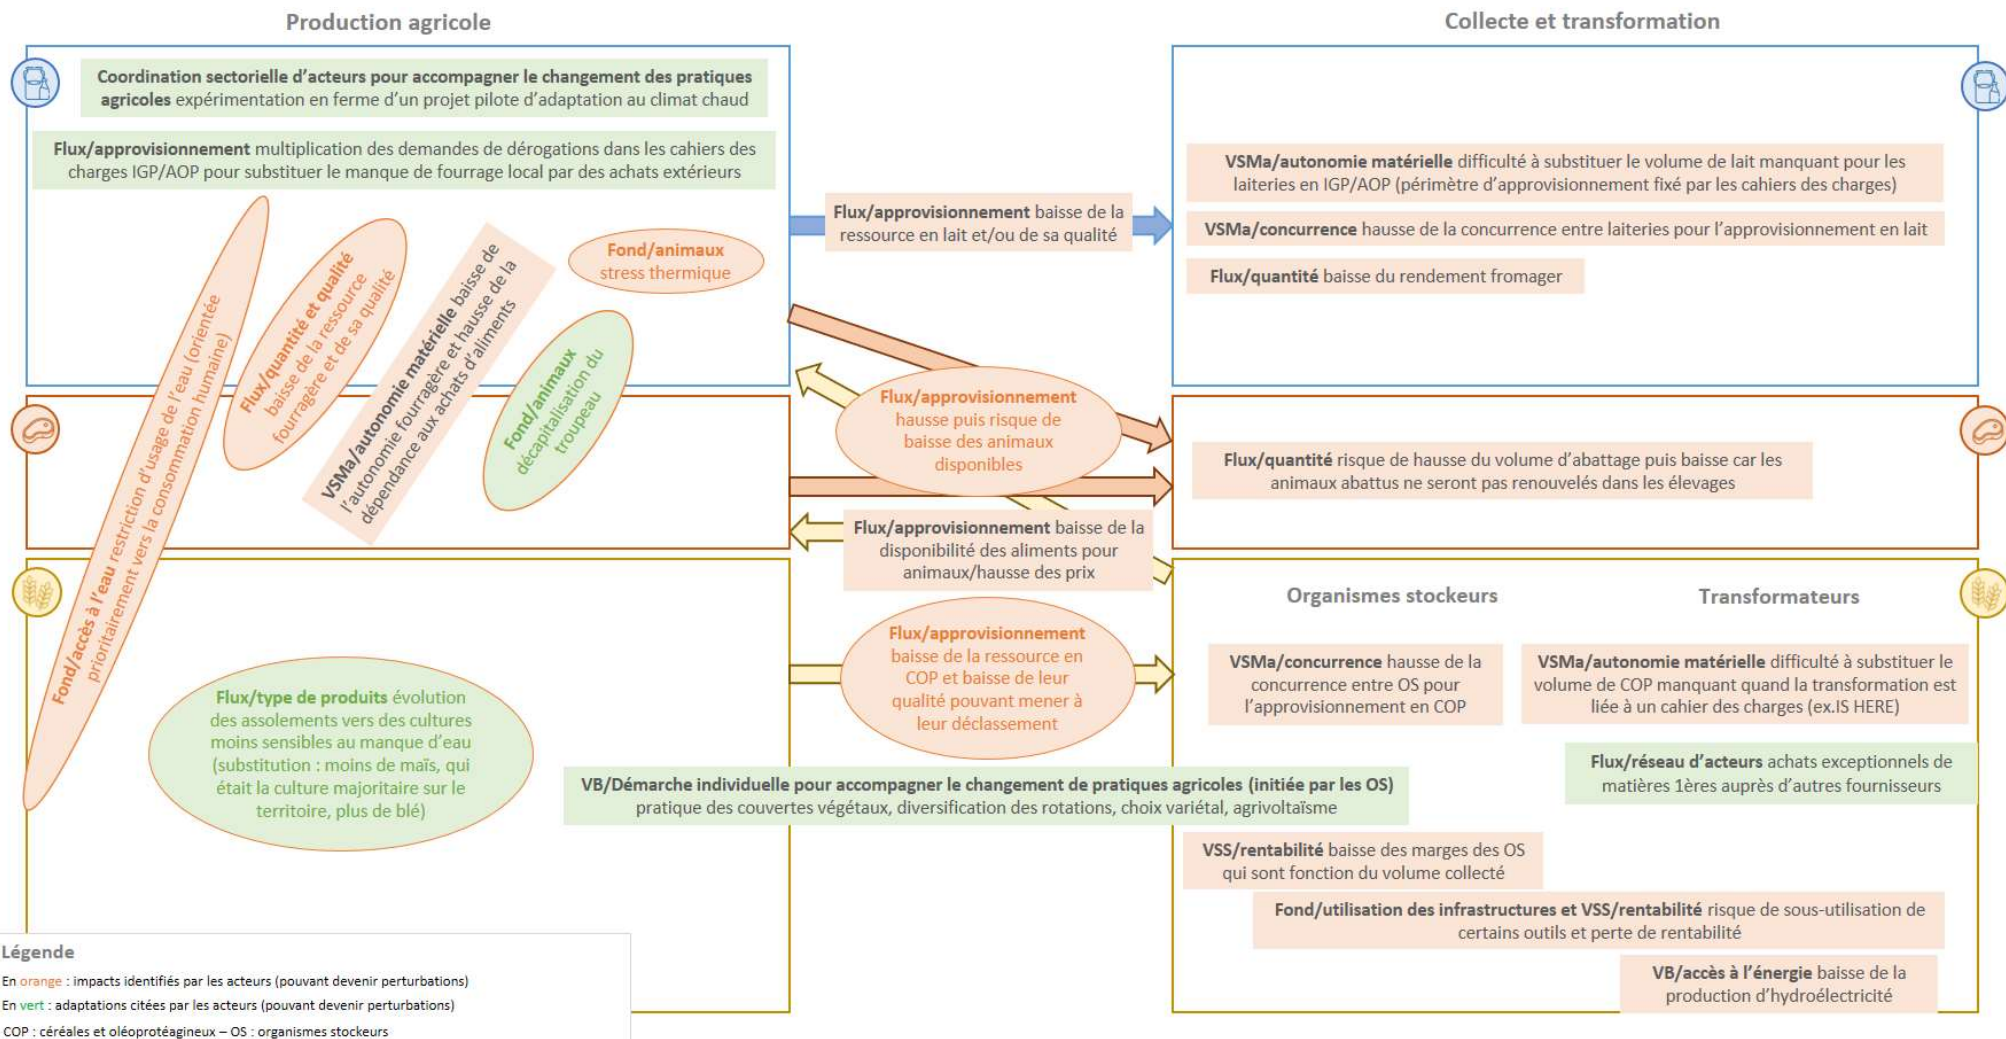 Production agricole
Collecte et transformation
Coordination sectorielle d'acteurs pour accompagner le changement des pratiques
agricoles expérimentation en ferme d'un projet pilote d'adaptation au climat chaud
Flux/approvisionnement multiplication des demandes de dérogations dans les cahiers des
charges IGP/AOP pour substituer le manque de fourrage local par des achats extérieurs
Fond/accès à l'eau restriction d'usage de l'eau (orientée
prioritairement vers la consommation humaine)
Flux/quantité et qualité
baisse de la ressource
fourragère et de sa qualité
VSMa/autonomie matérielle baisse de
l'autonomie fourragère et hausse de la
dépendance aux achats d'aliments
Fond/animaux
stress thermique
Fond/animaux
décapitalisation du
troupeau
Flux/approvisionnement baisse de la
ressource en lait et/ou de sa qualité
VSMa/autonomie matérielle difficulté à substituer le volume de lait manquant pour les
laiteries en IGP/AOP (périmètre d'approvisionnement fixé par les cahiers des charges)
VSMa/concurrence hausse de la concurrence entre laiteries pour l'approvisionnement en lait
Flux/quantité baisse du rendement fromager
Flux/approvisionnement
hausse puis risque de
baisse des animaux
disponibles
Flux/quantité risque de hausse du volume d'abattage puis baisse car les
animaux abattus ne seront pas renouvelés dans les élevages
Flux/approvisionnement baisse de la
disponibilité des aliments pour
animaux/hausse des prix
Flux/type de produits évolution
des assolements vers des cultures
moins sensibles au manque d'eau
(substitution : moins de maïs, qui
était la culture majoritaire sur le
territoire, plus de blé)
Flux/approvisionnement
baisse de la ressource en
COP et baisse de leur
qualité pouvant mener à
leur déclassement
Organismes stockeurs
Transformateurs
VSMa/concurrence hausse de la
concurrence entre OS pour
l'approvisionnement en COP
VSMa/autonomie matérielle difficulté à substituer le
volume de COP manquant quand la transformation est
liée à un cahier des charges (ex.IS HERE)
Flux/réseau d'acteurs achats exceptionnels de
matières 1ères auprès d'autres fournisseurs
VB/Démarche individuelle pour accompagner le changement de pratiques agricoles (initiée par les OS)
pratique des couvertes végétaux, diversification des rotations, choix variétal, agrivoltaïsme
VSS/rentabilité baisse des marges des OS
qui sont fonction du volume collecté
Fond/utilisation des infrastructures et VSS/rentabilité risque de sous-utilisation de
certains outils et perte de rentabilité
VB/accès à l'énergie baisse de la
production d'hydroélectricité
Légende
En orange : impacts identifiés par les acteurs (pouvant devenir perturbations)
En vert : adaptations citées par les acteurs (pouvant devenir perturbations)
COP : céréales et oléoprotéagineux – OS : organismes stockeurs